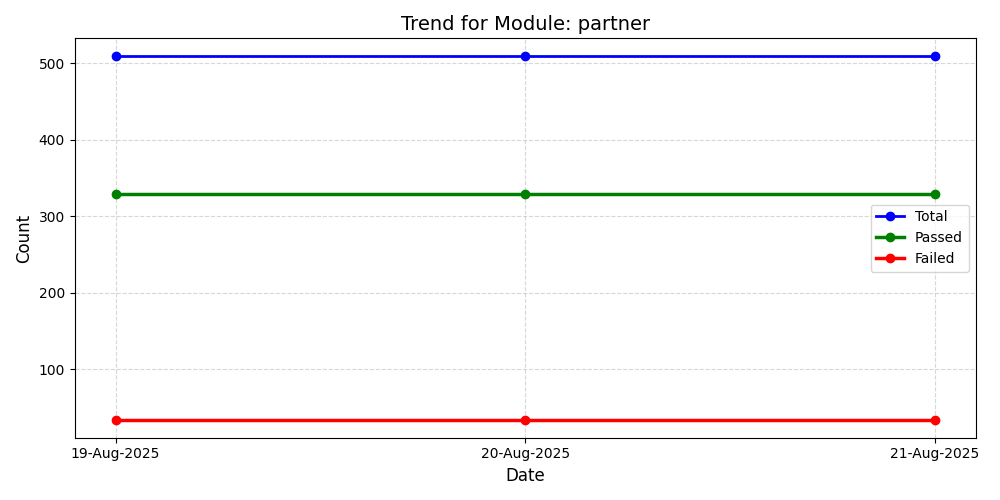 Trend for Module: partner
500
400
300
200
100
Count
Total
Passed
Failed
19-Aug-2025
20-Aug-2025
21-Aug-2025
Date